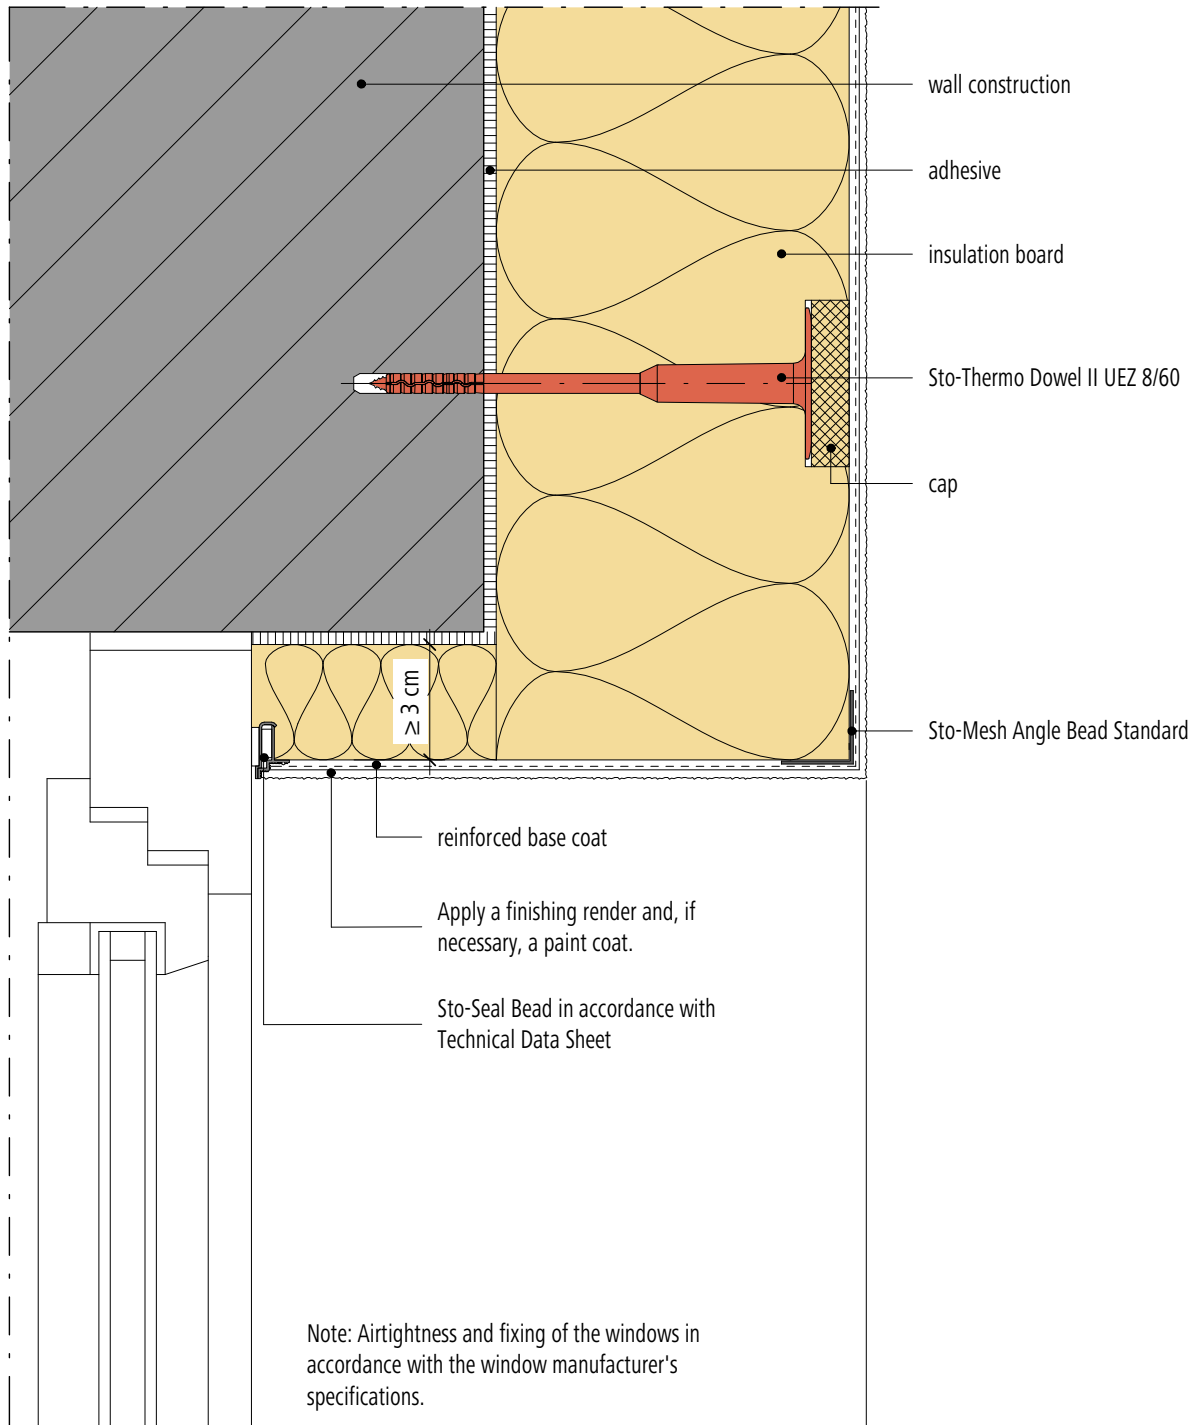 wall construction
adhesive
insulation board
Sto-Thermo Dowel II UEZ 8/60
cap
≥ 3 cm
Sto-Mesh Angle Bead Standard
reinforced base coat
Apply a finishing render and, if
necessary, a paint coat.
Sto-Seal Bead in accordance with
Technical Data Sheet
Note: Airtightness and fixing of the windows in
accordance with the window manufacturer's
specifications.